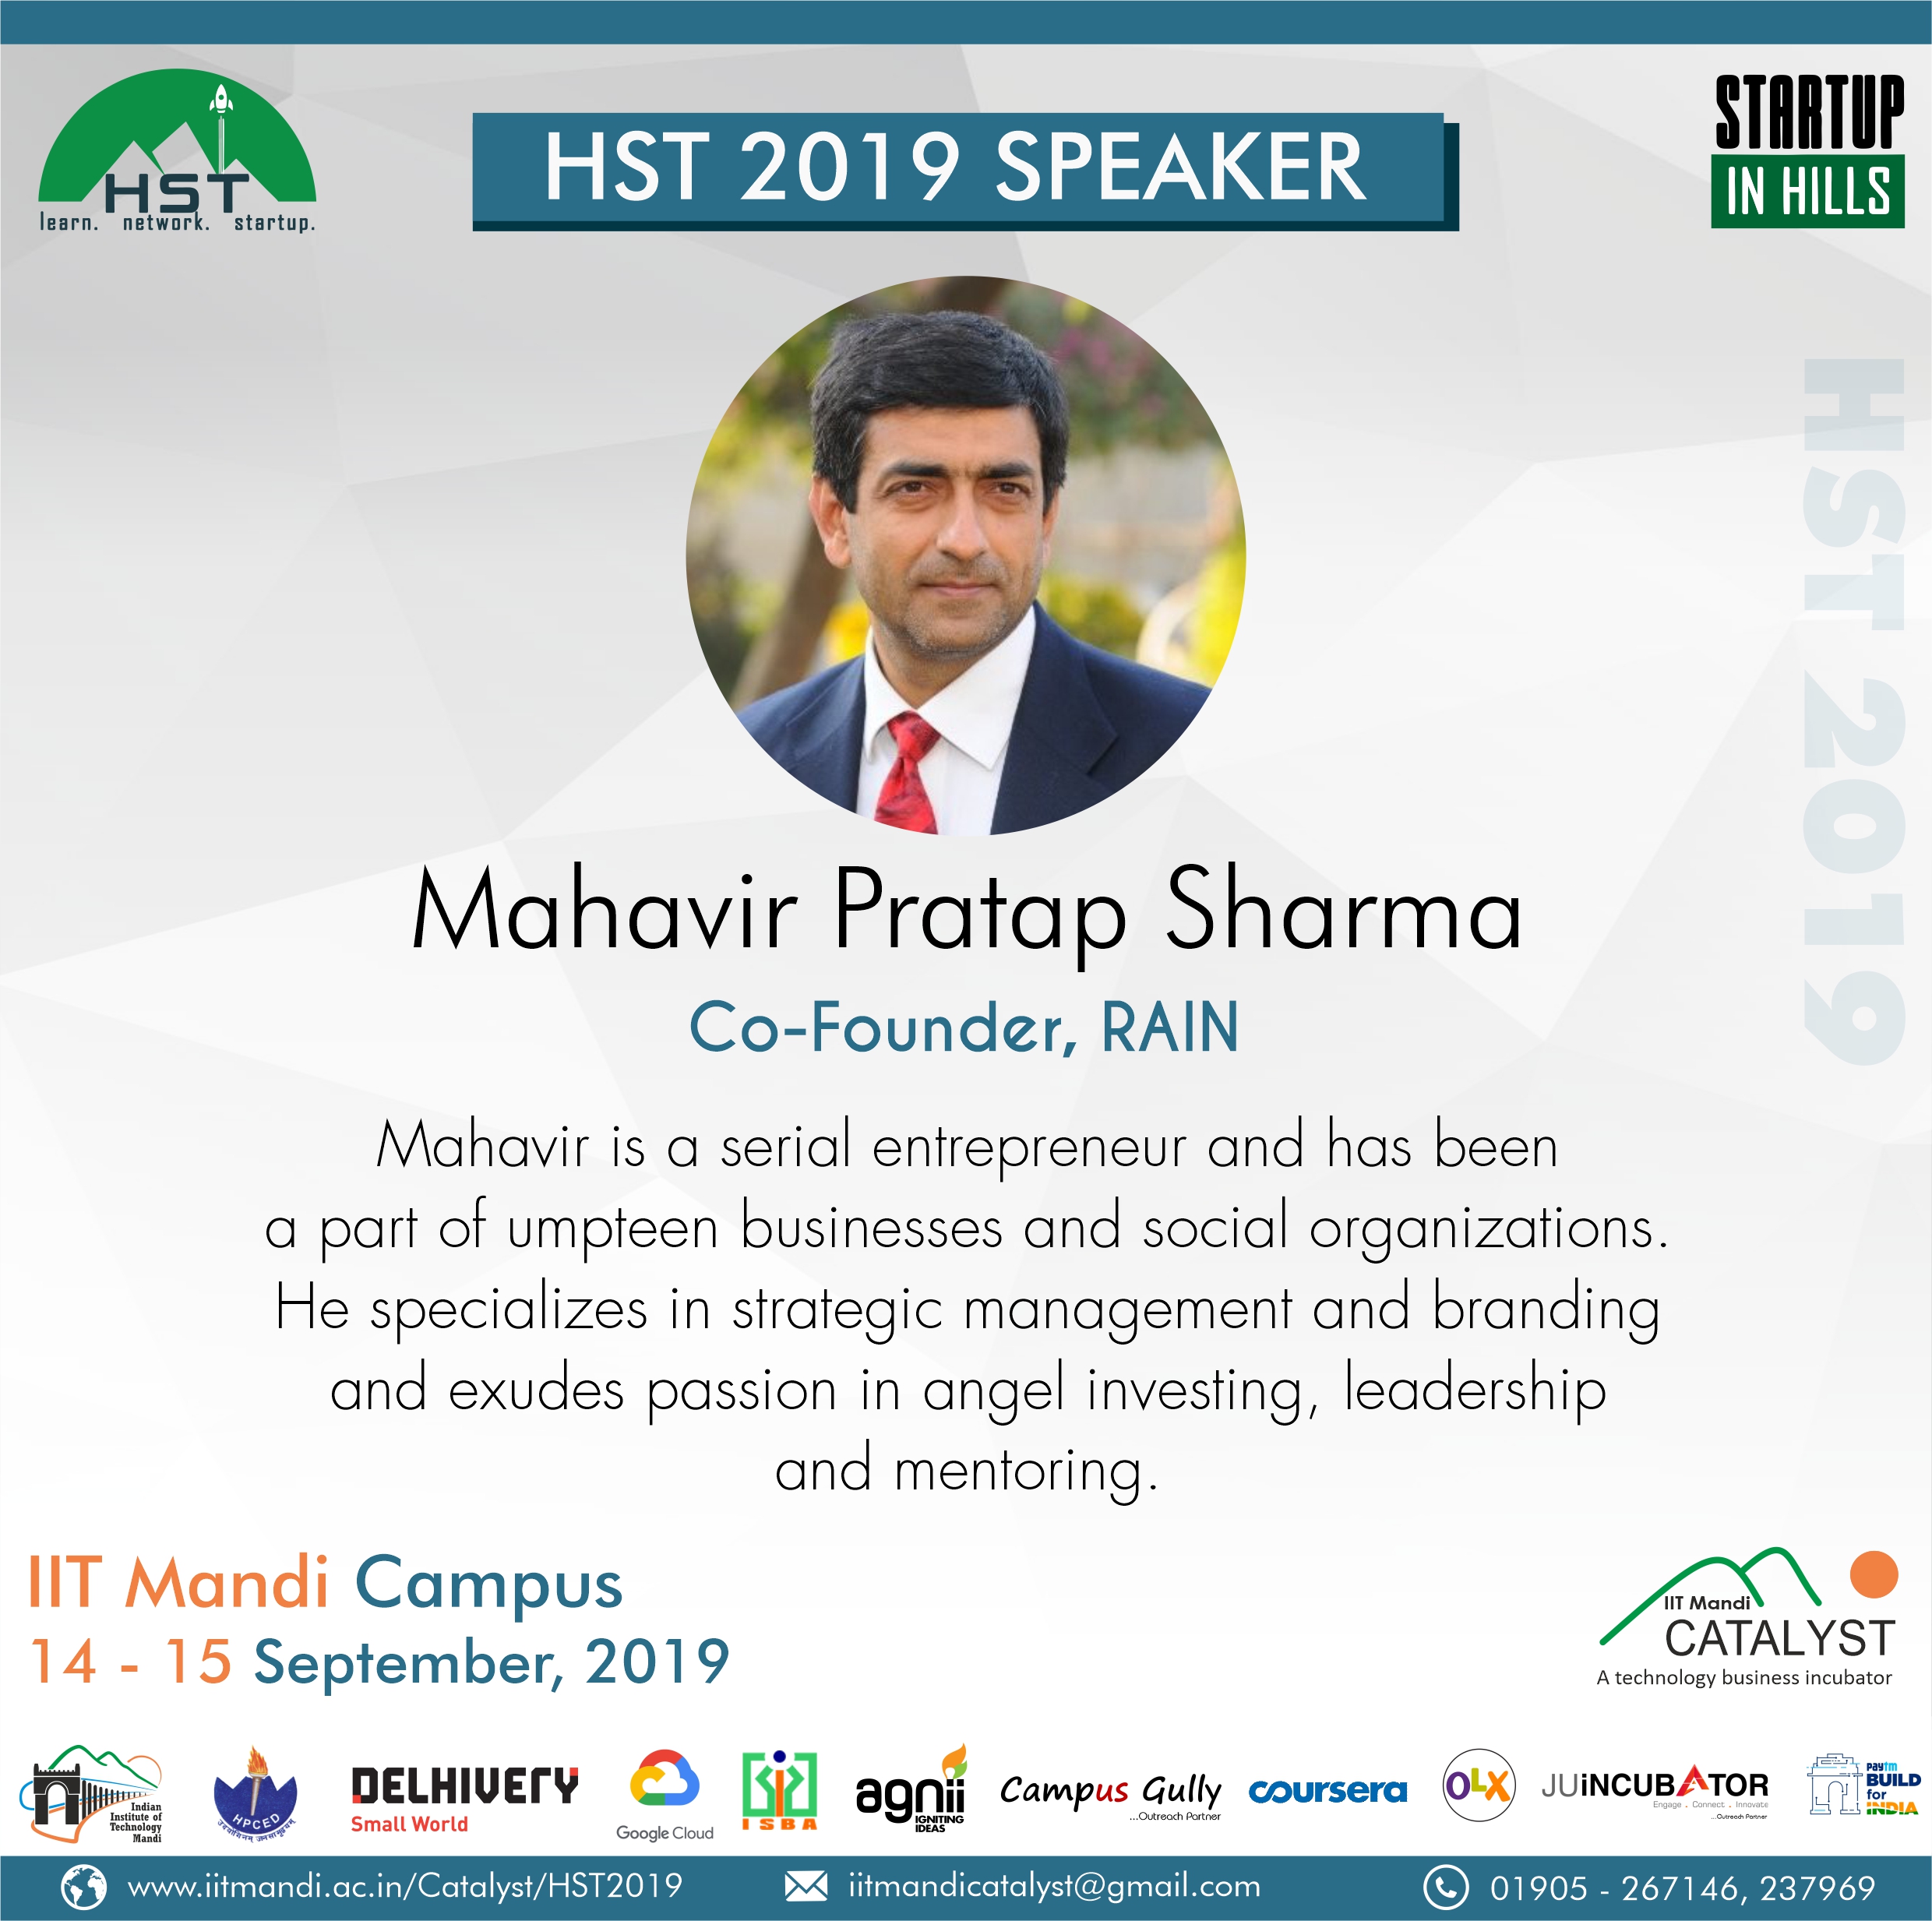 HST
learn. network. startup.
HST 2019 SPEAKER
STARTUP
IN HILLS
HST 2019
Mahavir Pratap Sharma
Co-Founder, RAIN
Mahavir is a serial entrepreneur and has been
a part of umpteen businesses and social organizations.
He specializes in strategic management and branding
and exudes passion in angel investing, leadership
and mentoring.
IIT Mandi Campus
14 - 15 September, 2019
IIT Mandi
CATALYST
A technology business incubator
Indian
Institute of
Technology
Mandi
HPCED
DELHIVERY
Small World
Google Cloud
ISBA
agnii
IGNITING
IDEAS
Campus Gully
...Outreach Partner
coursera
OLX
JUiNCUBATOR
Engage . Connect . Innovate
...Outreach Partner
paytm
BUILD
for
INDIA
www.iitmandi.ac.in/Catalyst/HST2019
iitmandicatalyst@gmail.com
01905 - 267146, 237969